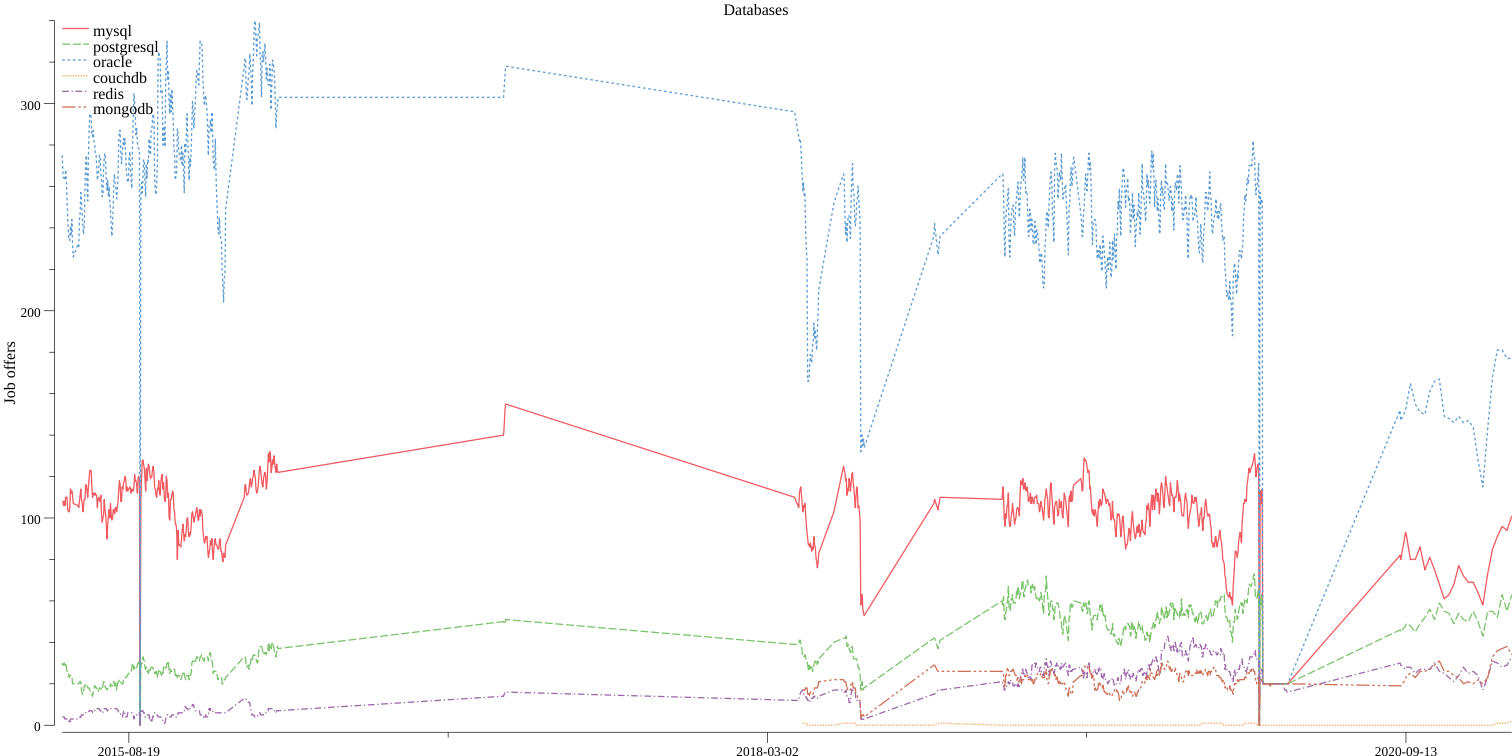 Databases
mysql
postgresql
oracle
couchdb
redis
mongodb
300
200
100
0
Job offers
2015-08-19
2018-03-02
2020-09-13